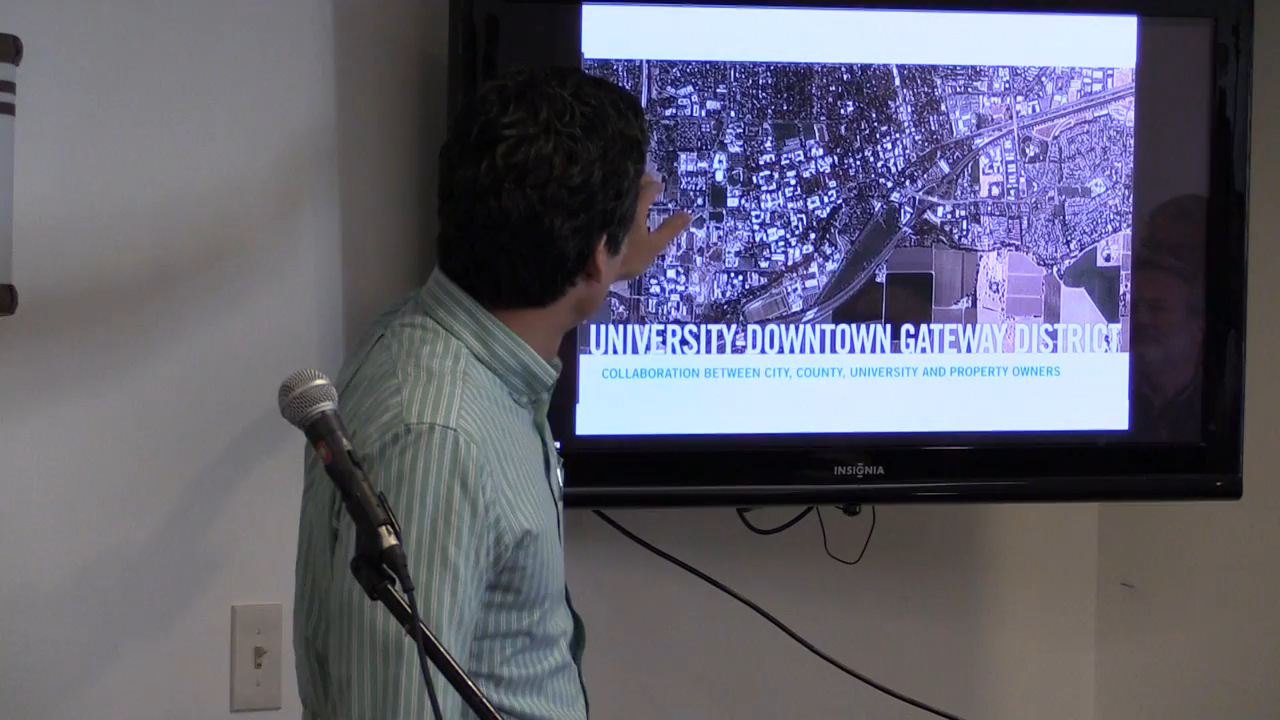 UNIVERSITY-DOWNTOWN GATEWAY DISTRICT
COLLABORATION BETWEEN CITY, COUNTY, UNIVERSITY AND PROPERTY OWNERS
INSIGNIA